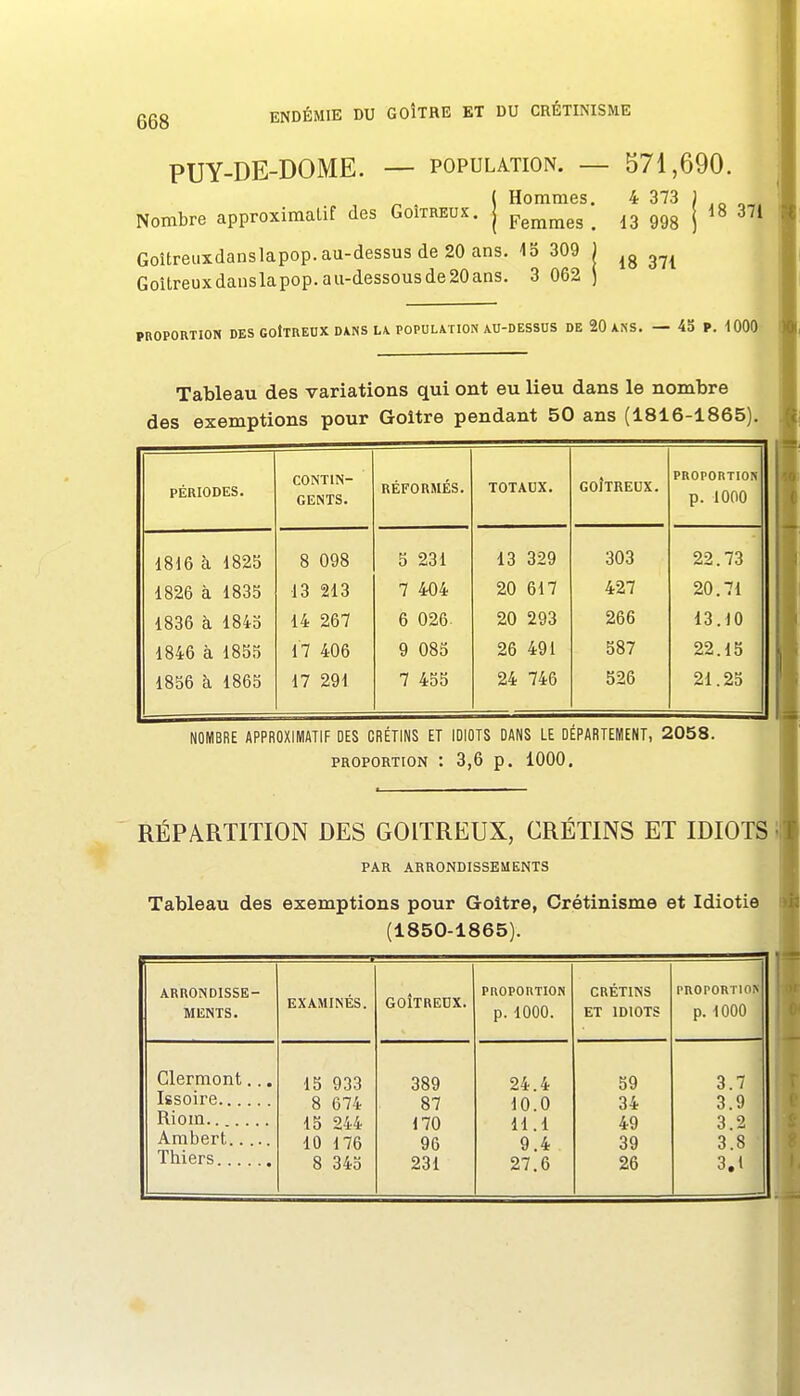 668 ENDÉMIE DU GOÎTRE ET DU CRÉTINISME
PUY-DE-DOME. — POPULATION. — 571,690.
Nombre approximatif des GOÎTREUX. { Hommes. 4 373 } 18 371
Femmes. 13 998
Goîtreux dans la pop. au-dessus de 20 ans. 15 309 } 18 371
Goîtreux dans la pop. au-dessous de 20 ans. 3 062
PROPORTION DES GOÎTREUX DANS LA POPULATION AU-DESSUS DE 20 ANS. — 45 P. 1000
Tableau des variations qui ont eu lieu dans le nombre
des exemptions pour Goître pendant 50 ans (1816-1865).
PÉRIODES. CONTINGENTS. RÉFORMÉS. TOTAUX. GOÎTREUX. PROPORTION p. 1000
1816 à 1825 8 098 5 231 13 329 303 22.73
1826 à 1835 13 213 7 404 20 617 427 20.71
1836 à 1845 14 267 6 026 20 293 266 13.10
1846 à 1855 17 406 9 085 26 491 587 22.15
1856 à 1865 17 291 7 455 24 746 526 21.25
NOMBRE APPROXIMATIF DES CRÉTINS ET IDIOTS DANS LE DÉPARTEMENT, 2058.
PROPORTION : 3,6 p. 1000.
RÉPARTITION DES GOITREUX, CRÉTINS ET IDIOTS
PAR ARRONDISSEMENTS
Tableau des exemptions pour Goître, Crétinisme et Idiotie
(1850-1865).
ARRONDISSEMENTS. EXAMINÉS. GOÎTREUX. PROPORTION p. 1000. CRÉTINS ET IDIOTS PROPORTION p. 1000
Clermont... 15 933 389 24.4 59 3.7
Issoire...... 8 674 87 10.0 34 3.9
Riom........ 15 244 170 11.1 49 3.2
Ambert..... 10 176 96 9.4 39 3.8
Thiers...... 8 345 231 27.6 26 3.1